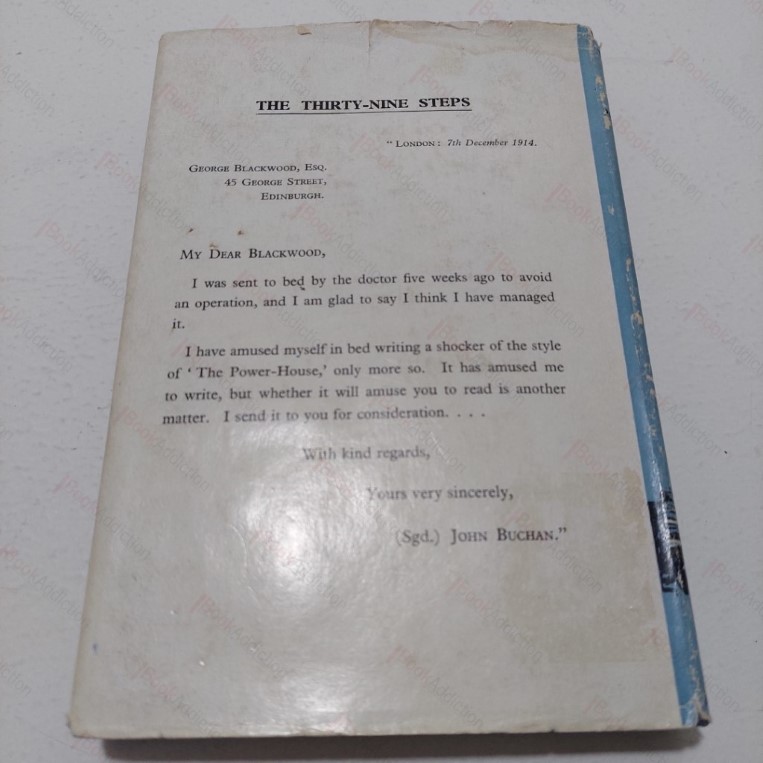 THE THIRTY-NINE STEPS
"LONDON: 7th December 1914.
GEORGE BLACKWOOD, ESQ.
45 GEORGE STREET,
EDINBURGH.
MY DEAR BLACKWOOD,
I was sent to bed by the doctor five weeks ago to avoid
an operation, and I am glad to say I think I have managed
it.
I have amused myself in bed writing a shocker of the style
of 'The Power-House,' only more so. It has amused me
to write, but whether it will amuse you to read is another
matter. I send it to you for consideration. . . .
With kind regards,
Yours very sincerely,
(Sgd.) JOHN BUCHAN."
BookAddiction